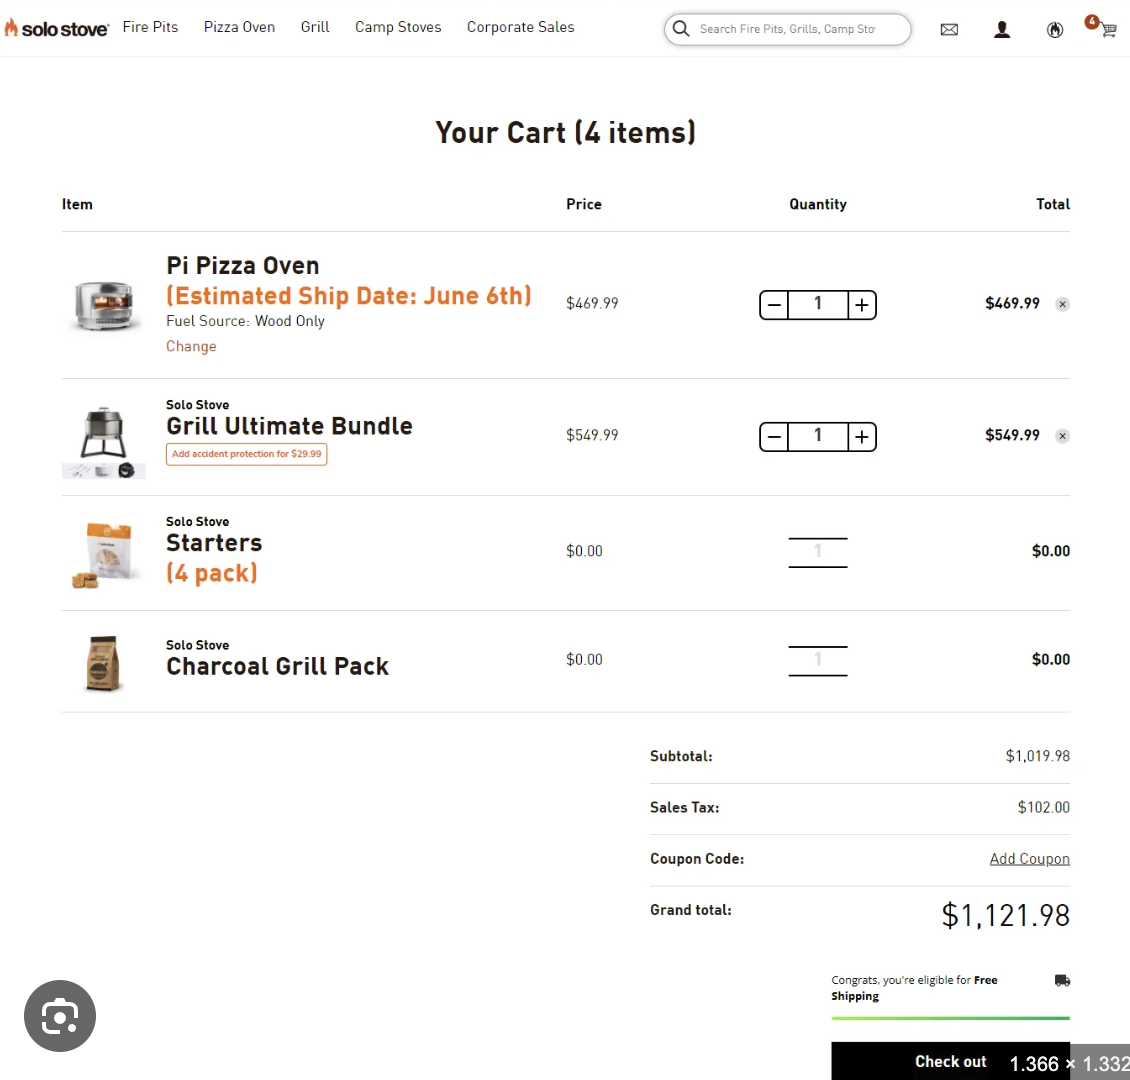 solo stove
Fire Pits
Pizza Oven
Grill
Camp Stoves
Corporate Sales
Search Fire Pits, Grills, Camp Sto
4
Your Cart (4 items)
Item
Price
Quantity
Total
Pi Pizza Oven
(Estimated Ship Date: June 6th)
Fuel Source: Wood Only
Change
$469.99
1
$469.99
Solo Stove
Grill Ultimate Bundle
Add accident protection for $29.99
$549.99
1
$549.99
Solo Stove
Starters
(4 pack)
$0.00
1
$0.00
Solo Stove
Charcoal Grill Pack
$0.00
1
$0.00
Subtotal:
$1,019.98
Sales Tax:
$102.00
Coupon Code:
Add Coupon
Grand total:
$1,121.98
Congrats, you're eligible for Free
Shipping
Check out
1.366 × 1.332